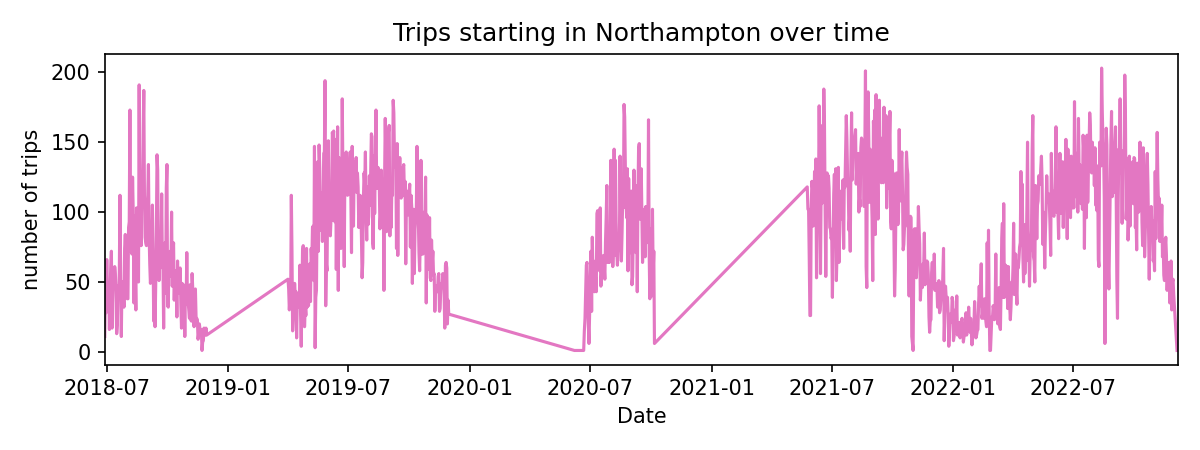 Trips starting in Northampton over time
number of trips
200
150
100
50
0
2018-07 2019-01 2019-07 2020-01 2020-07 2021-01 2021-07 2022-01 2022-07
Date